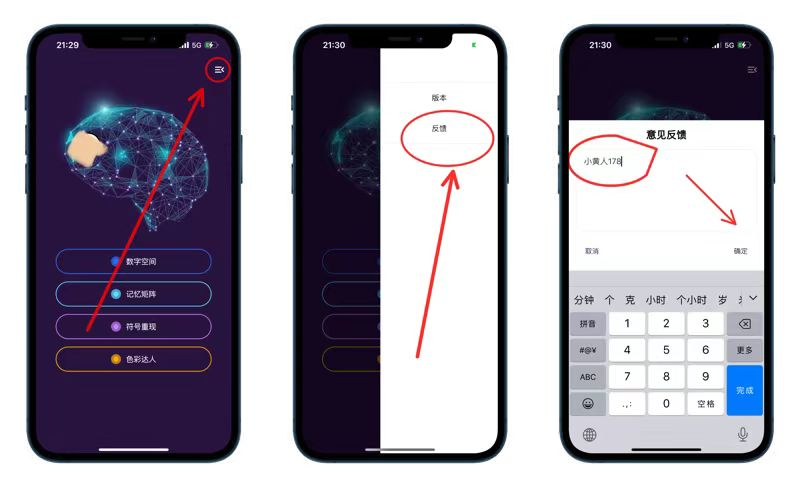 21:29
5G
数字空间
记忆矩阵
符号重现
色彩达人
21:30
版本
反馈
21:30
5G
意见反馈
小黄人178
取消
确定
分钟 个 克 小时 个小时 岁
拼音 1 2 3
#@¥ 4 5 6 更多
ABC 7 8 9 完成
.,: 0 空格